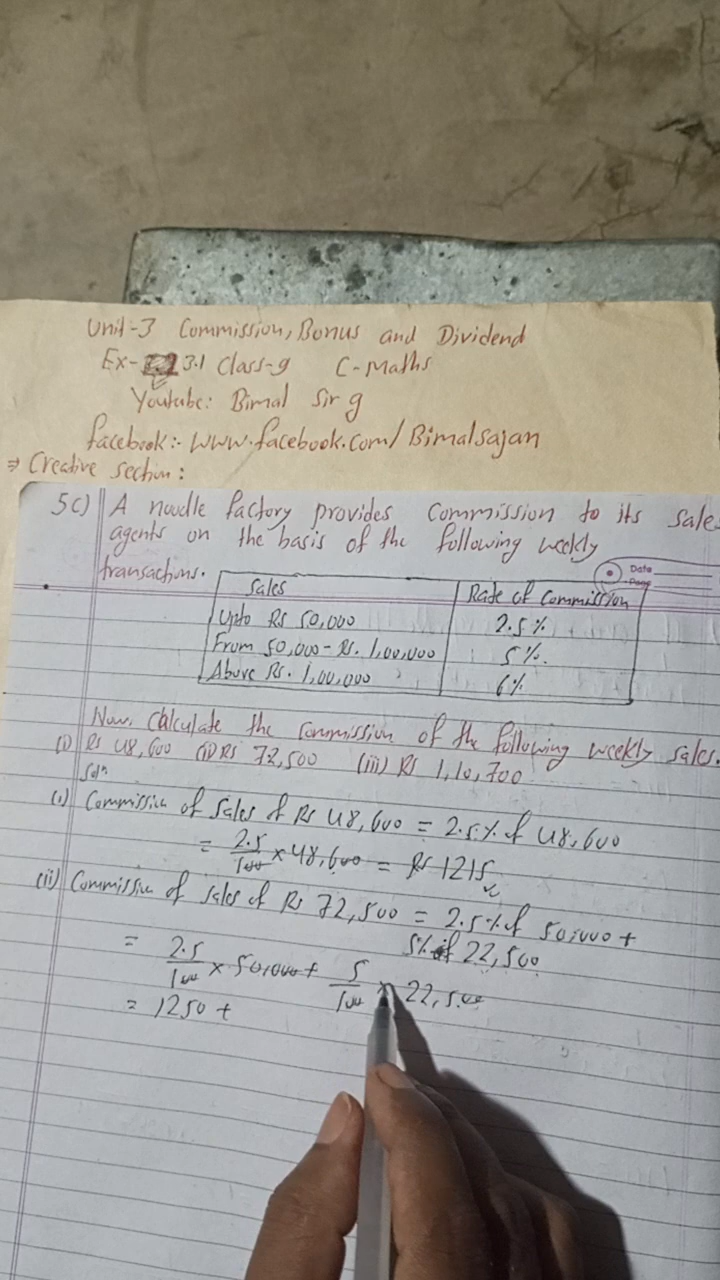 Unit-3 Commission, Bonus and Dividend
Ex- 3.1 Class-9 C-Maths
Youtube: Bimal Sir g
facebook:- www.facebook.com/Bimalsajan
⇒ Creative section:
5c) A noodle factory provides Commission to its sales
agents on the basis of the following weekly
transactions.
Date
Page
Sales Rate of Commission
Upto Rs 50,000 2.5%
From 50,000 - Rs. 1,00,000 5%.
Above Rs. 1,00,000 6%
Now, Calculate the Commission of the following weekly sales.
(i) Rs 48,600 (ii) Rs 72,500 (iii) Rs 1,10,700
Solⁿ
(i) Commission of sales of Rs 48,600 = 2.5% of 48,600
= 2.5/100 × 48,600 = Rs 1215
(ii) Commission of sales of Rs 72,500 = 2.5% of 50,000 +
5% of 22,500
= 2.5/100 × 50,000 + 5/100 × 22,500
= 1250 +